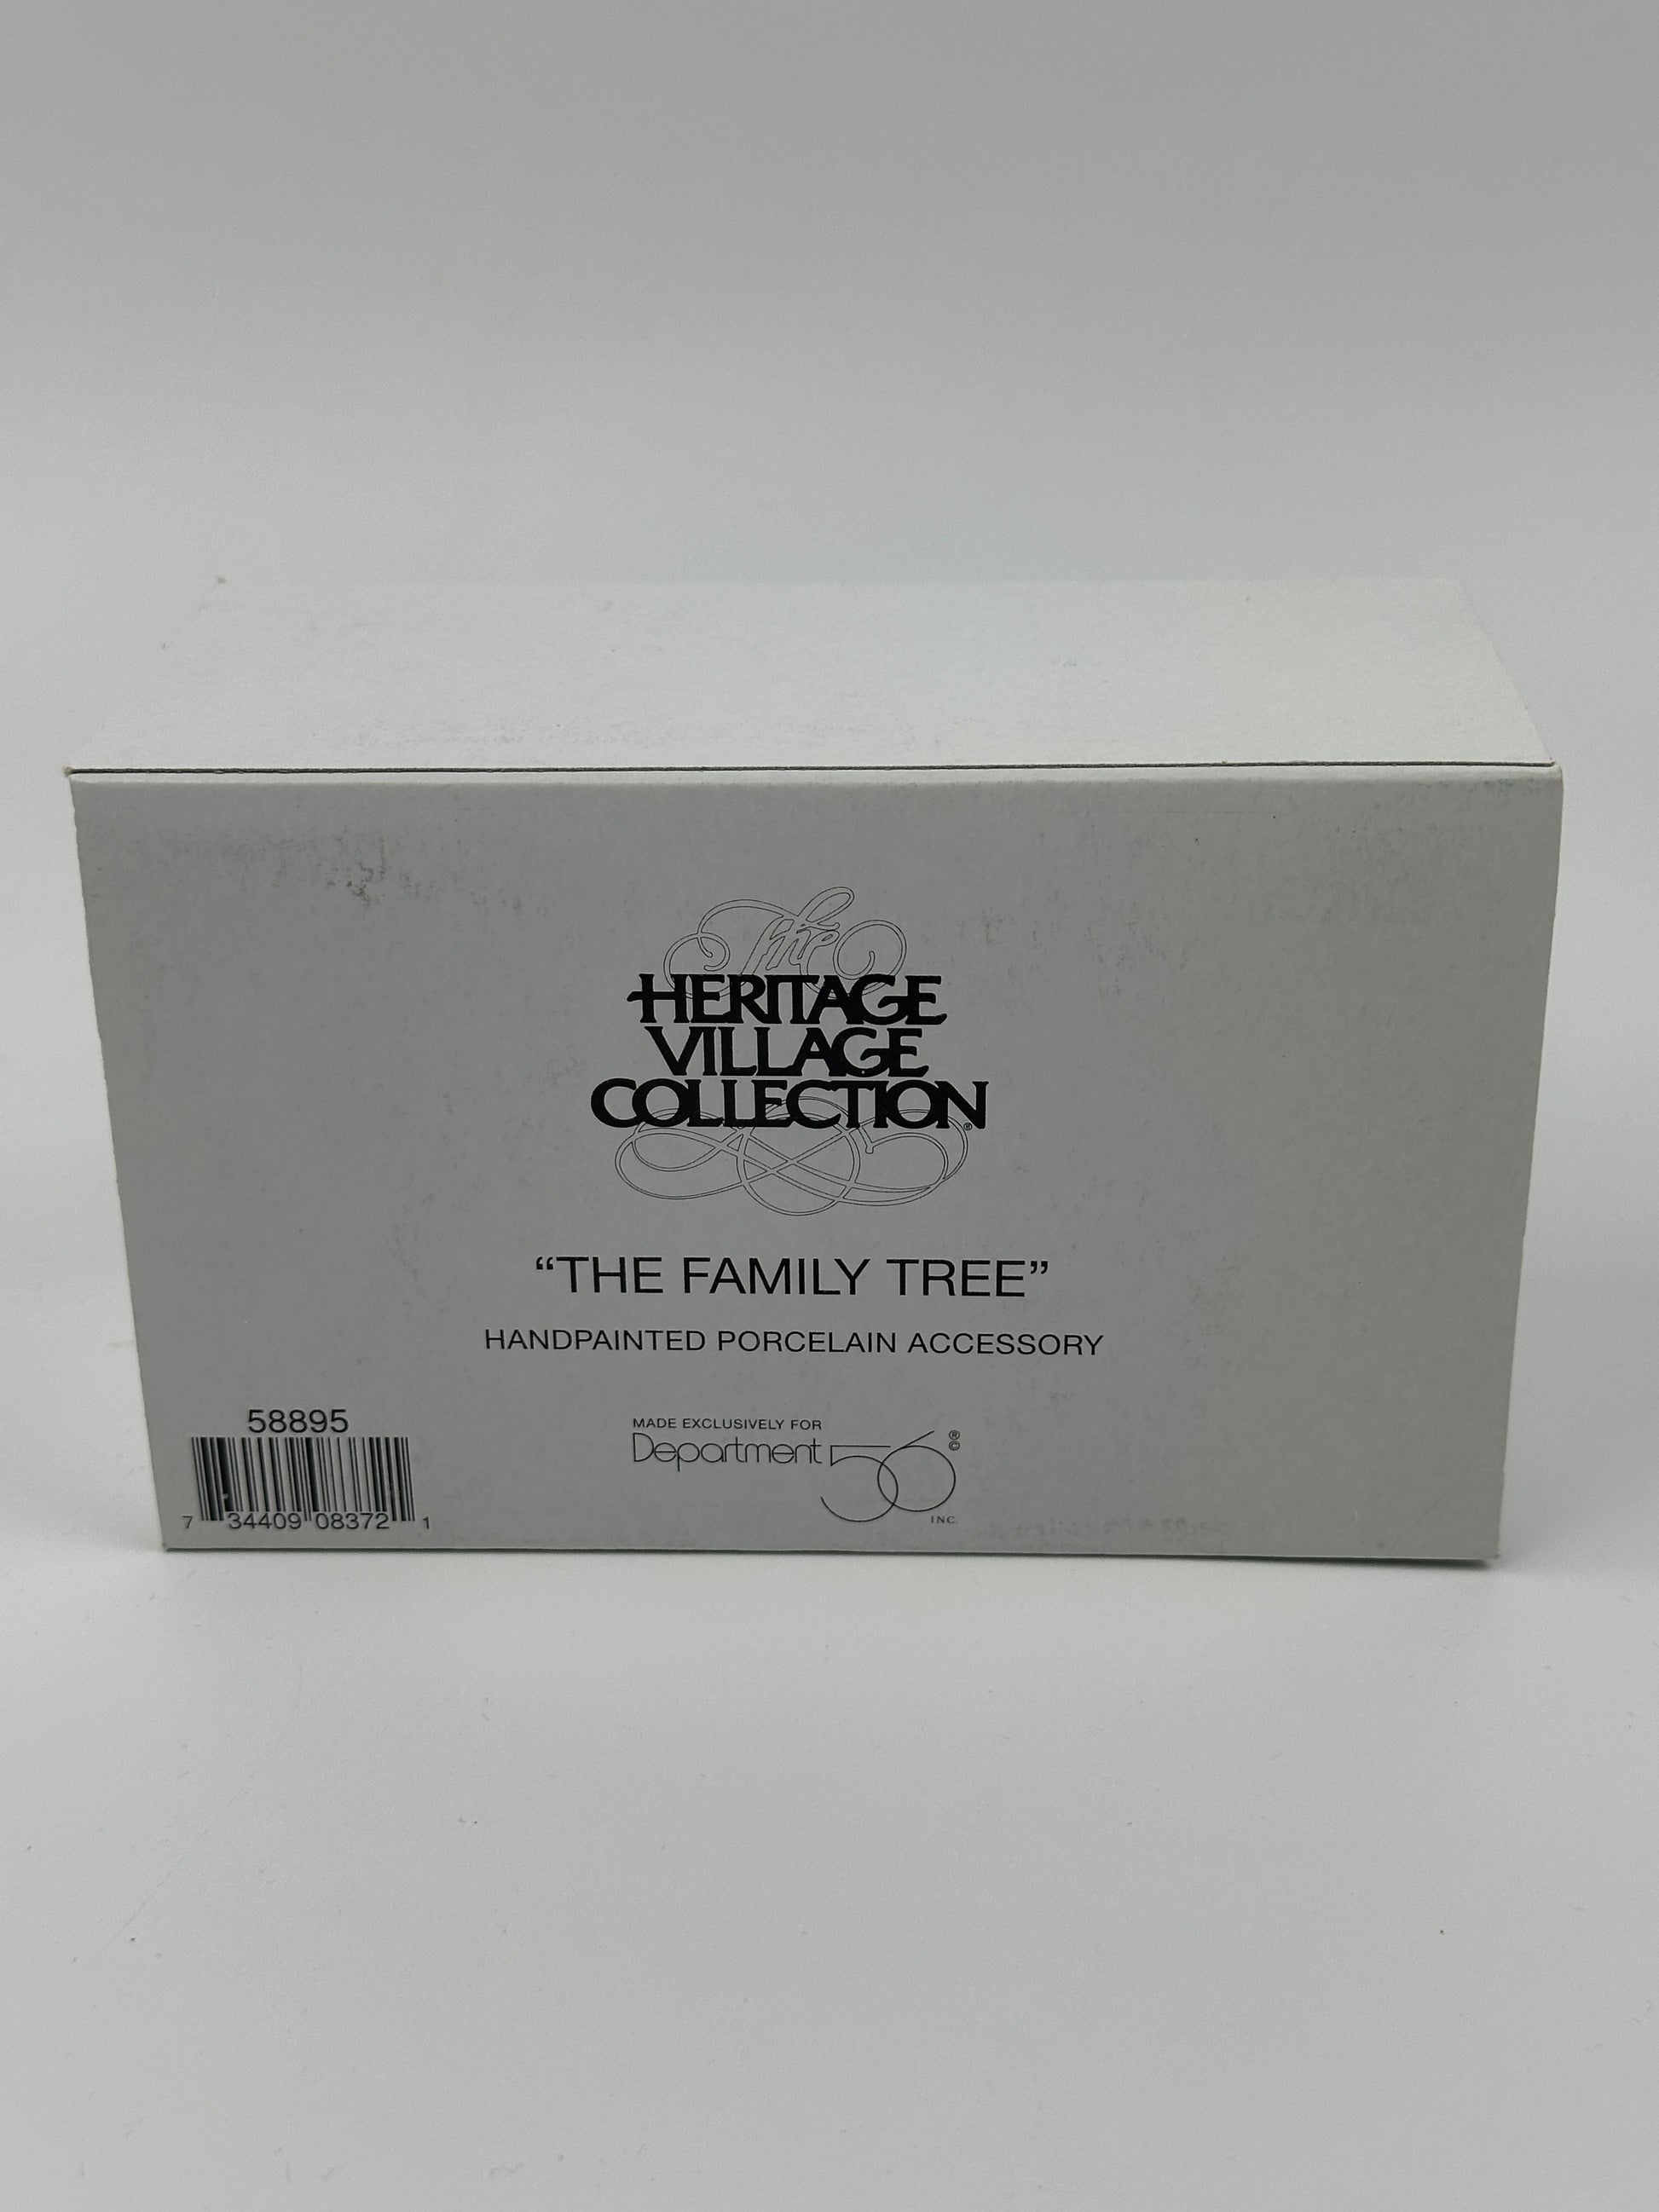 The
HERITAGE
VILLAGE
COLLECTION®
“THE FAMILY TREE”
HANDPAINTED PORCELAIN ACCESSORY
58895
7 34409 08372 1
MADE EXCLUSIVELY FOR
Department 56 ® ©
INC.